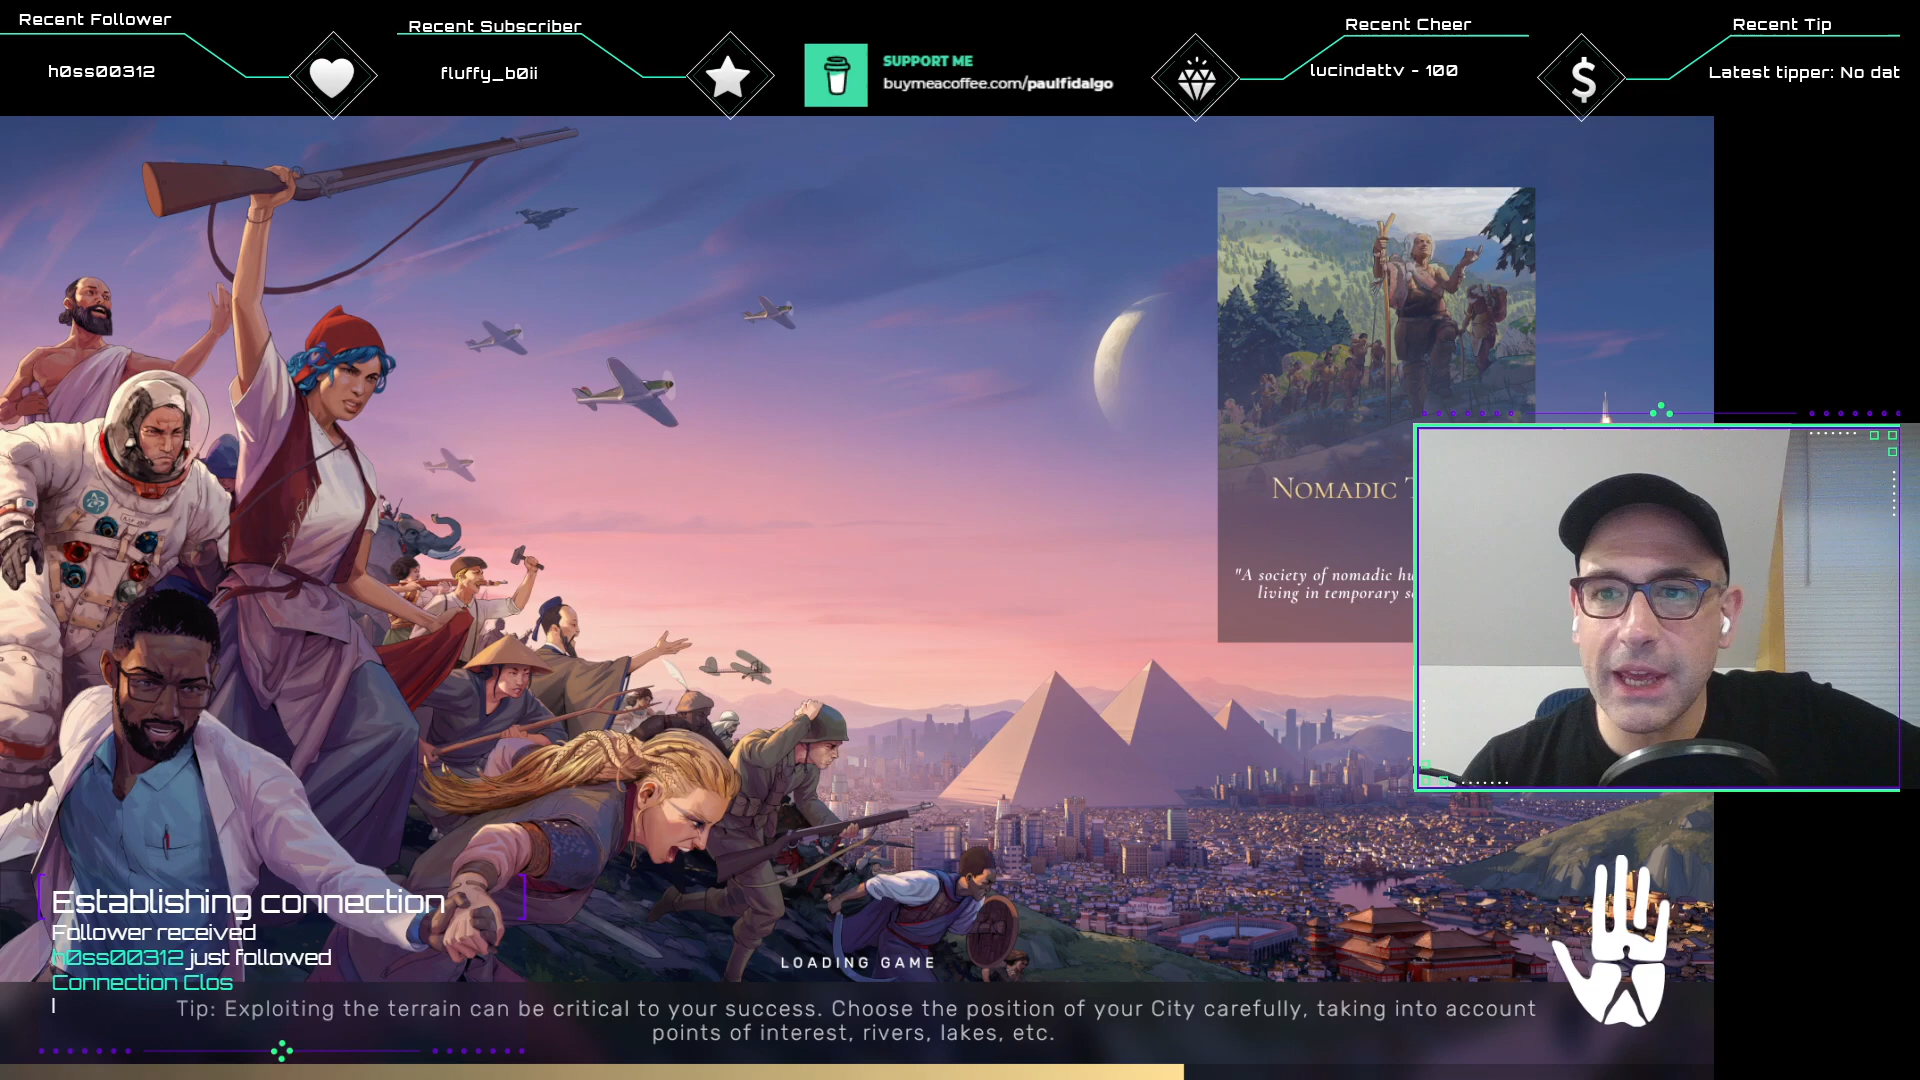 Recent Follower
h0ss00312
Recent Subscriber
fluffy_b0ii
SUPPORT ME
buymeacoffee.com/paulfidalgo
Recent Cheer
lucindattv - 100
Recent Tip
Latest tipper: No dat
NOMADIC
"A society of nomadic
living in temporary
Establishing connection
Follower received
h0ss00312 just followed
Connection Clos
LOADING GAME
Tip: Exploiting the terrain can be critical to your success. Choose the position of your City carefully, taking into account
points of interest, rivers, lakes, etc.